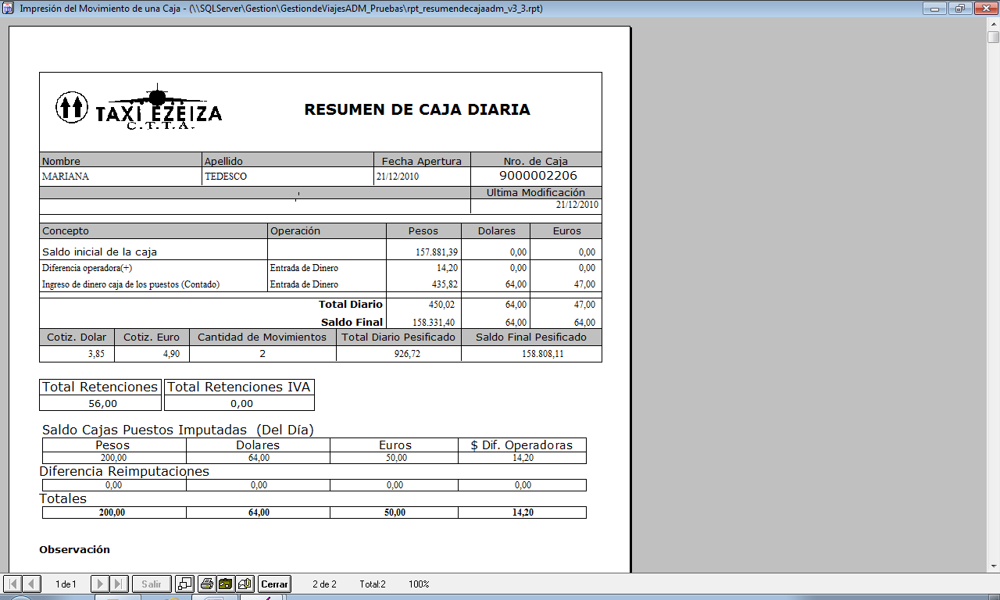 Impresión del Movimiento de una Caja - (\\SQLServer\Gestion\GestiondeViajesADM_Pruebas\rpt_resumendecajaadm_v3_3.rpt)
TAXI EZEIZA
C.T.T.A.
RESUMEN DE CAJA DIARIA
Nombre Apellido Fecha Apertura Nro. de Caja
MARIANA TEDESCO 21/12/2010 9000002206
Ultima Modificación
21/12/2010
Concepto Operación Pesos Dolares Euros
Saldo inicial de la caja 157.881,39 0,00 0,00
Diferencia operadora(+) Entrada de Dinero 14,20 0,00 0,00
Ingreso de dinero caja de los puestos (Contado) Entrada de Dinero 435,82 64,00 47,00
Total Diario 450,02 64,00 47,00
Saldo Final 158.331,40 64,00 64,00
Cotiz. Dolar Cotiz. Euro Cantidad de Movimientos Total Diario Pesificado Saldo Final Pesificado
3,85 4,90 2 926,72 158.808,11
Total Retenciones Total Retenciones IVA
56,00 0,00
Saldo Cajas Puestos Imputadas (Del Día)
Pesos Dolares Euros $ Dif. Operadoras
200,00 64,00 50,00 14,20
Diferencia Reimputaciones
0,00 0,00 0,00 0,00
Totales
200,00 64,00 50,00 14,20
Observación
1 de 1 Salir Cerrar 2 de 2 Total:2 100%